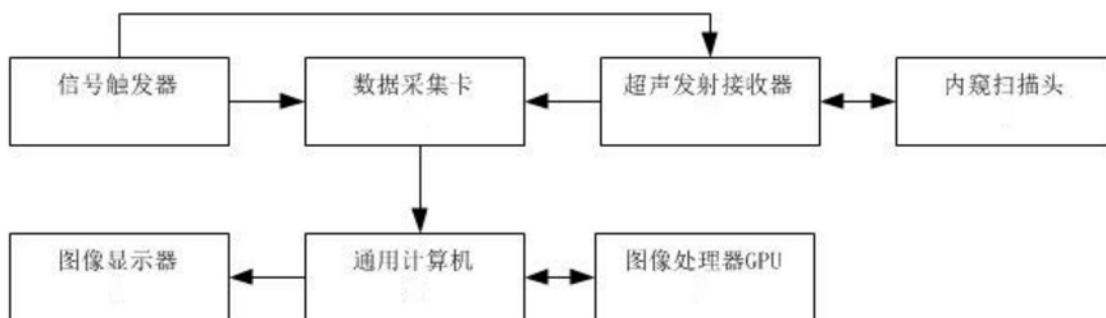 信号触发器
数据采集卡
超声发射接收器
内窥扫描头
图像显示器
通用计算机
图像处理器GPU